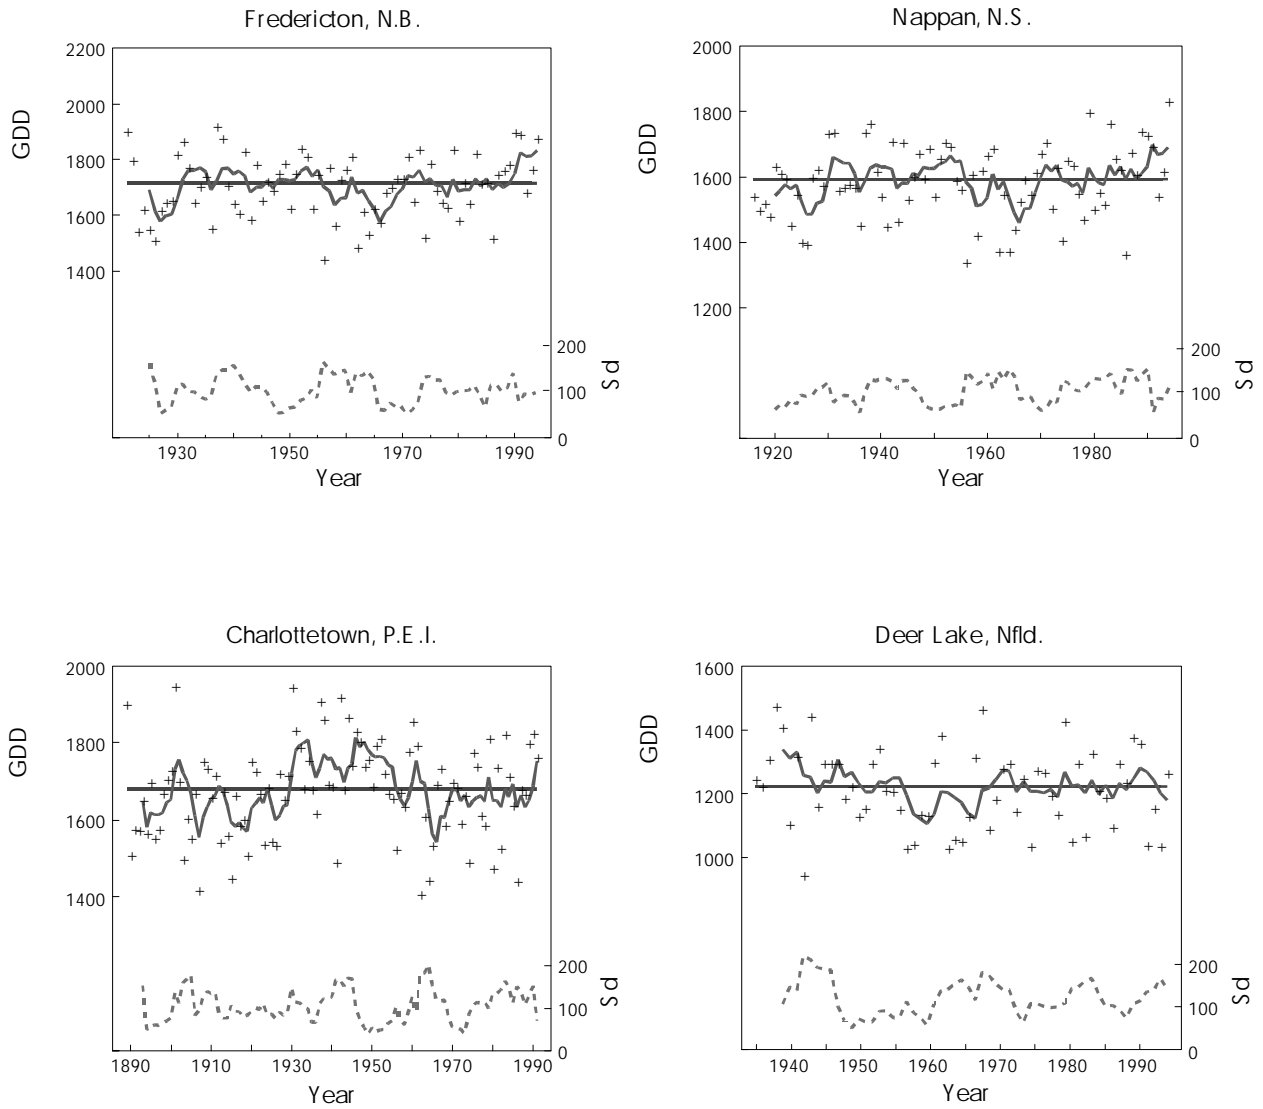 Fredericton, N.B.
2200
2000
1800
1600
1400
GDD
200
100
0
Sd
1930 1950 1970 1990
Year
Nappan, N.S.
2000
1800
1600
1400
1200
GDD
200
100
0
Sd
1920 1940 1960 1980
Year
Charlottetown, P.E.I.
2000
1800
1600
1400
GDD
200
100
0
Sd
1890 1910 1930 1950 1970 1990
Year
Deer Lake, Nfld.
1600
1400
1200
1000
GDD
200
100
0
Sd
1940 1950 1960 1970 1980 1990
Year